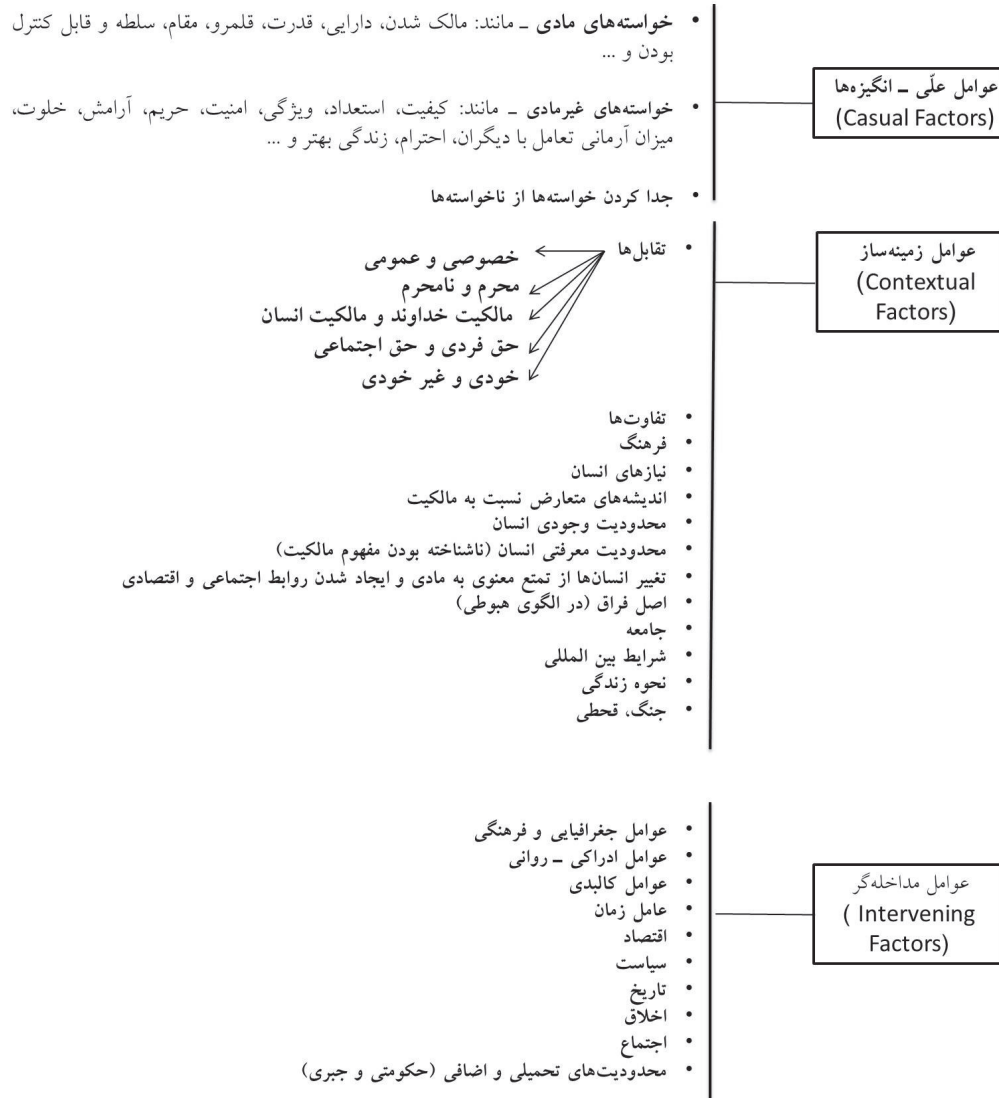 عوامل علّی ــ انگیزه‌ها
(Casual Factors)
• خواسته‌های مادی ــ مانند: مالک شدن، دارایی، قدرت، قلمرو، مقام، سلطه و قابل کنترل
بودن و ...
• خواسته‌های غیرمادی ــ مانند: کیفیت، استعداد، ویژگی، امنیت، حریم، آرامش، خلوت،
میزان آرمانی تعامل با دیگران، احترام، زندگی بهتر و ...
• جدا کردن خواسته‌ها از ناخواسته‌ها
عوامل زمینه‌ساز
(Contextual
Factors)
• تقابل‌ها
خصوصی و عمومی
محرم و نامحرم
مالکیت خداوند و مالکیت انسان
حق فردی و حق اجتماعی
خودی و غیر خودی
• تفاوت‌ها
• فرهنگ
• نیازهای انسان
• اندیشه‌های متعارض نسبت به مالکیت
• محدودیت وجودی انسان
• محدودیت معرفتی انسان (ناشناخته بودن مفهوم مالکیت)
• تغییر انسان‌ها از تمتع معنوی به مادی و ایجاد شدن روابط اجتماعی و اقتصادی
• اصل فراق (در الگوی هبوطی)
• جامعه
• شرایط بین المللی
• نحوه زندگی
• جنگ، قحطی
عوامل مداخله‌گر
( Intervening
Factors)
• عوامل جغرافیایی و فرهنگی
• عوامل ادراکی ــ روانی
• عوامل کالبدی
• عامل زمان
• اقتصاد
• سیاست
• تاریخ
• اخلاق
• اجتماع
• محدودیت‌های تحمیلی و اضافی (حکومتی و جبری)